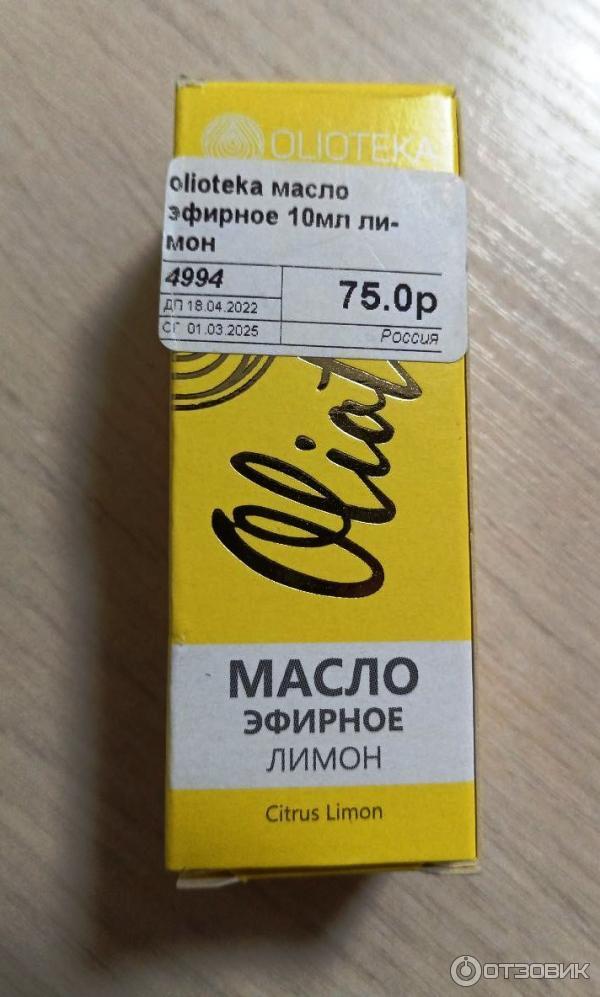 OLIOTEKA
olioteka масло
эфирное 10мл ли-
мон
4994
75.0р
ДП 18.04.2022
СГ 01.03.2025
Россия
МАСЛО
ЭФИРНОЕ
ЛИМОН
Citrus Limon
ОТЗОВИК